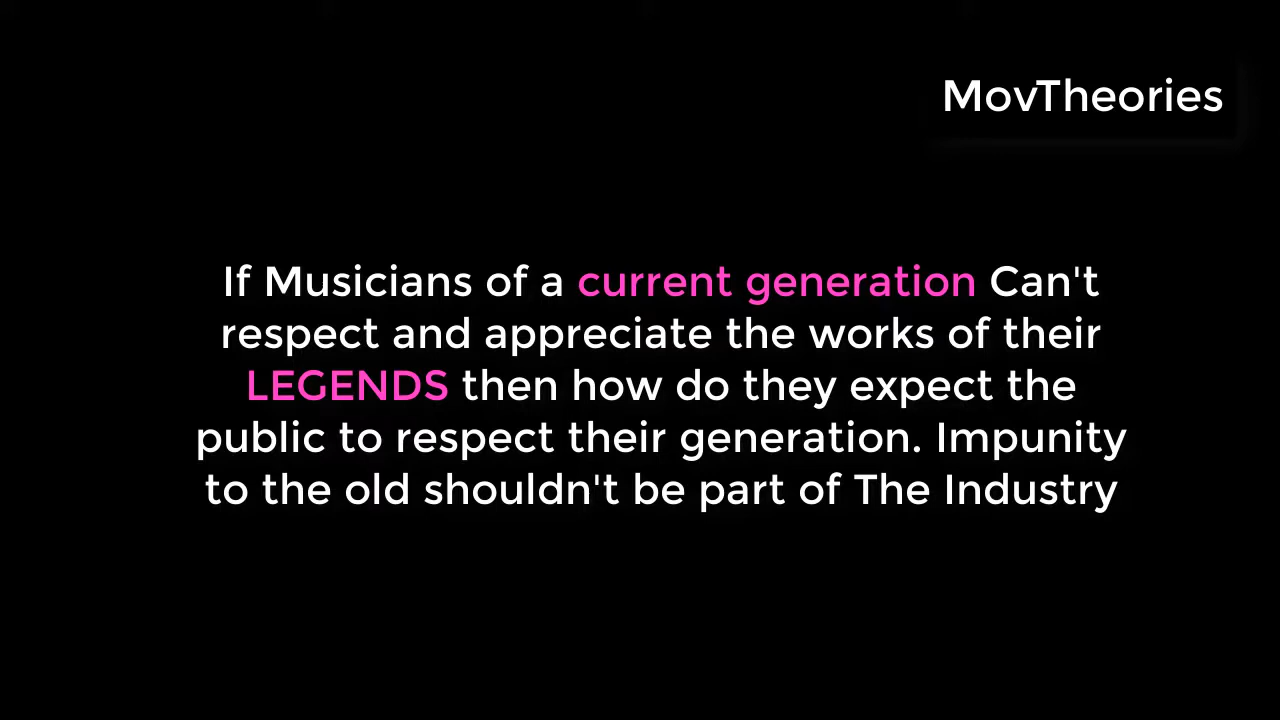 MovTheories
If Musicians of a current generation Can't
respect and appreciate the works of their
LEGENDS then how do they expect the
public to respect their generation. Impunity
to the old shouldn't be part of The Industry